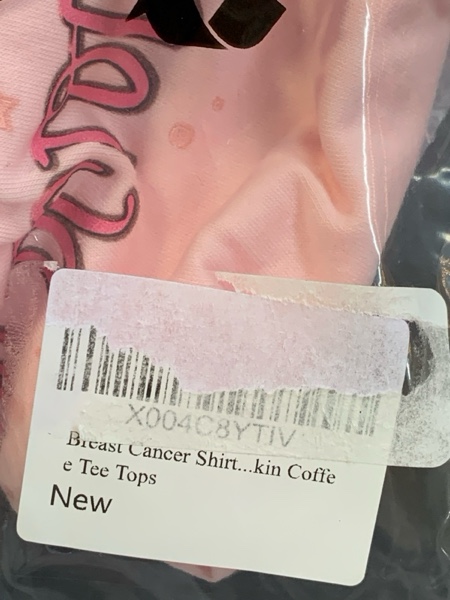 X004C8YTIV
Breast Cancer Shirt...kin Coffe
e Tee Tops
New